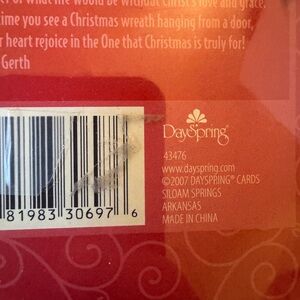 of what life would be without Christ's love and grace,
time you see a Christmas wreath hanging from a door,
r heart rejoice in the One that Christmas is truly for!
Gerth
DaySpring®
43476
www.dayspring.com
©2007 DAYSPRING® CARDS
SILOAM SPRINGS
ARKANSAS
MADE IN CHINA
81983 30697 6